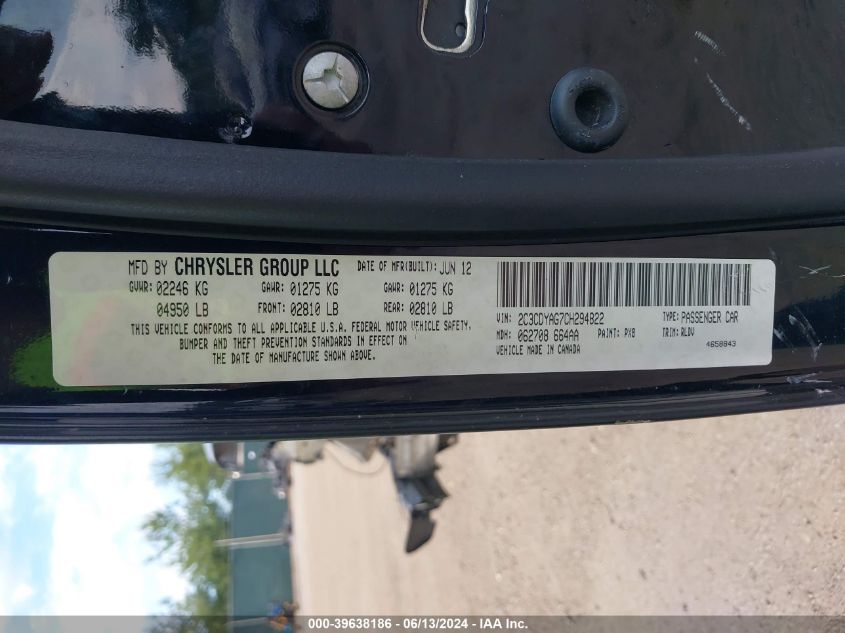 MFD BY CHRYSLER GROUP LLC DATE OF MFR(BUILT): JUN 12
GVWR: 02246 KG GAWR: 01275 KG GAWR: 01275 KG
04950 LB FRONT: 02810 LB REAR: 02810 LB
THIS VEHICLE CONFORMS TO ALL APPLICABLE U.S.A. FEDERAL MOTOR VEHICLE SAFETY,
BUMPER AND THEFT PREVENTION STANDARDS IN EFFECT ON
THE DATE OF MANUFACTURE SHOWN ABOVE.
VIN: 2C3CDYAG7CH294822 TYPE: PASSENGER CAR
MDH: 062708 664AA PAINT: PX8 TRIM: RLDV
VEHICLE MADE IN CANADA 4658843
000-39638186 - 06/13/2024 - IAA Inc.